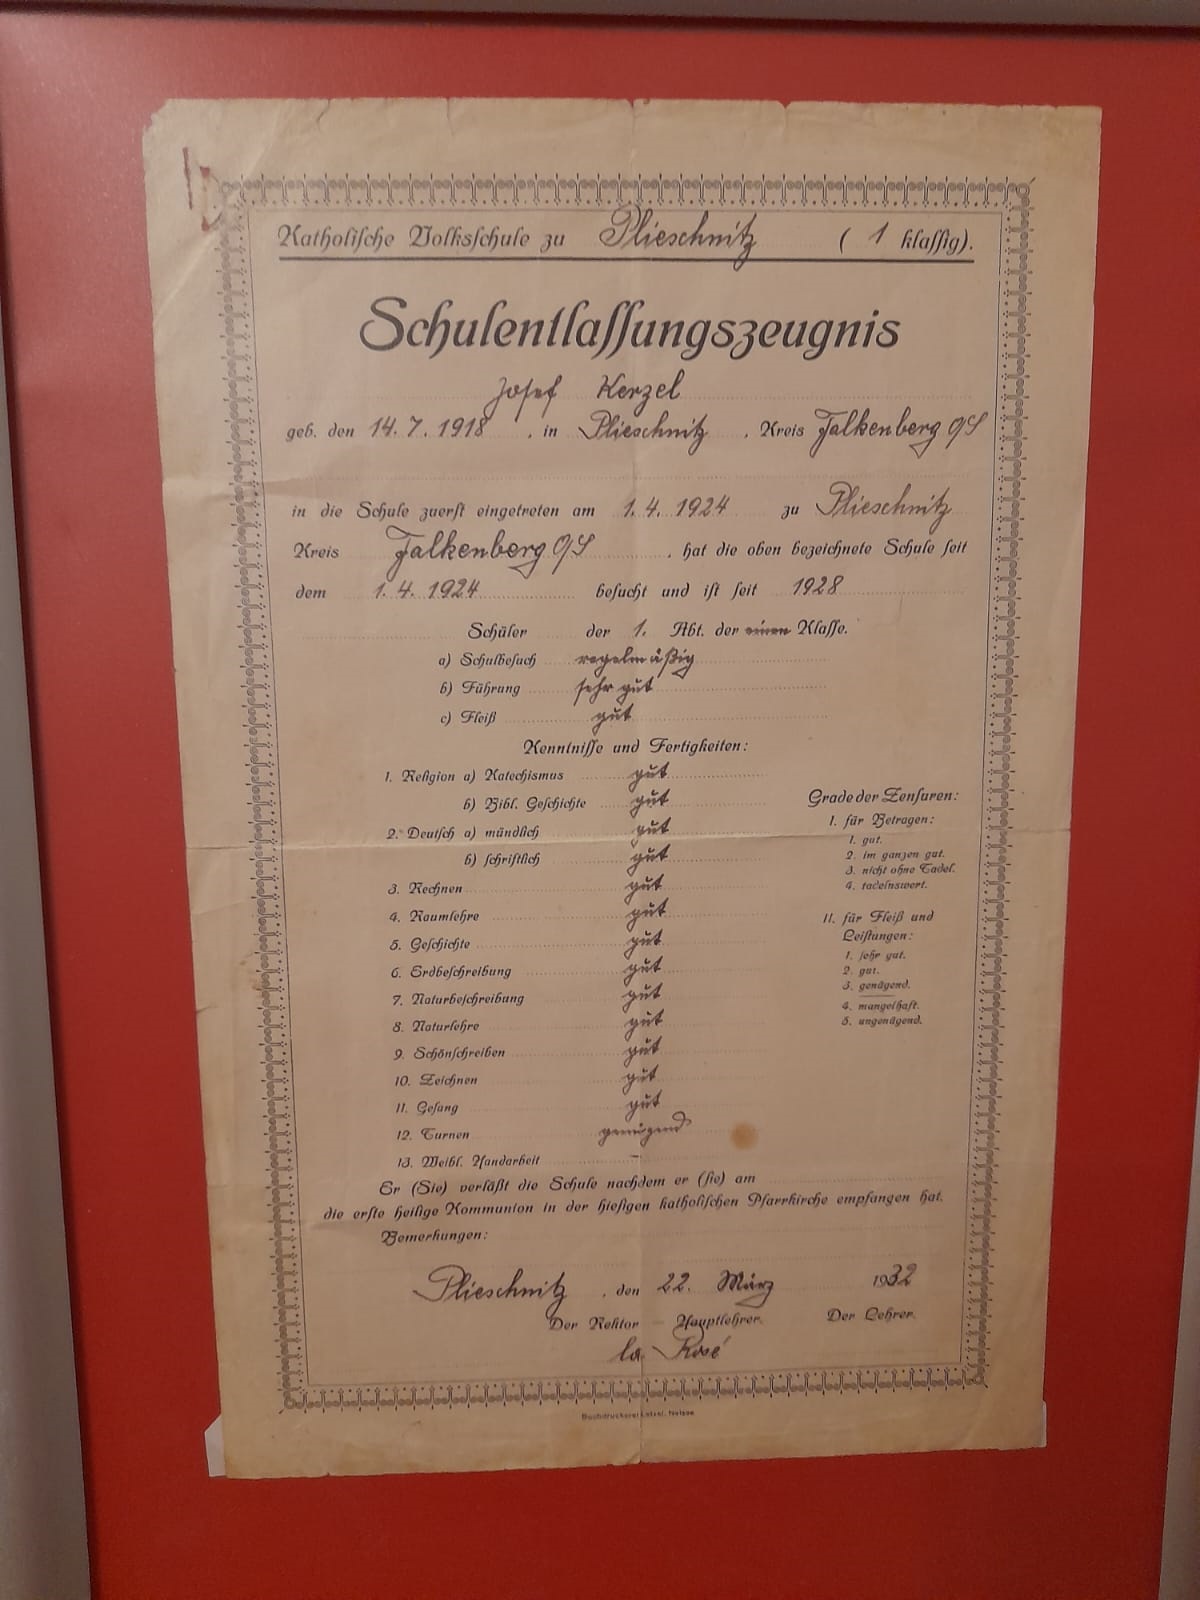 Katholische Volksschule zu Plieschnitz ( 1 klassig).
Schulentlassungszeugnis
Josef Kerzel
geb. den 14. 7. 1918, in Plieschnitz, Kreis Falkenberg O/S
in die Schule zuerst eingetreten am 1. 4. 1924 zu Plieschnitz
Kreis Falkenberg O/S, hat die oben bezeichnete Schule seit
dem 1. 4. 1924 besucht und ist seit 1928
Schüler der 1. Abt. der einen Klasse.
a) Schulbesuch regelmäßig
b) Führung sehr gut
c) Fleiß gut
Kenntnisse und Fertigkeiten:
1. Religion a) Katechismus gut
b) Bibl. Geschichte gut
2. Deutsch a) mündlich gut
b) schriftlich gut
3. Rechnen gut
4. Raumlehre gut
5. Geschichte gut
6. Erdbeschreibung gut
7. Naturbeschreibung gut
8. Naturlehre gut
9. Schönschreiben gut
10. Zeichnen gut
11. Gesang gut
12. Turnen genügend
13. Weibl. Handarbeit –
Grade der Zensuren:
I. für Betragen:
1. gut.
2. im ganzen gut.
3. nicht ohne Tadel.
4. tadelnswert.
II. für Fleiß und
Leistungen:
1. sehr gut.
2. gut.
3. genügend.
4. mangelhaft.
5. ungenügend.
Er (Sie) verläßt die Schule nachdem er (sie) am
die erste heilige Kommunion in der hiesigen katholischen Pfarrkirche empfangen hat.
Bemerkungen:
Plieschnitz, den 22. März 1932
Der Rektor – Hauptlehrer. Der Lehrer.
Rosé
Buchdruckerei Letzel, Neisse